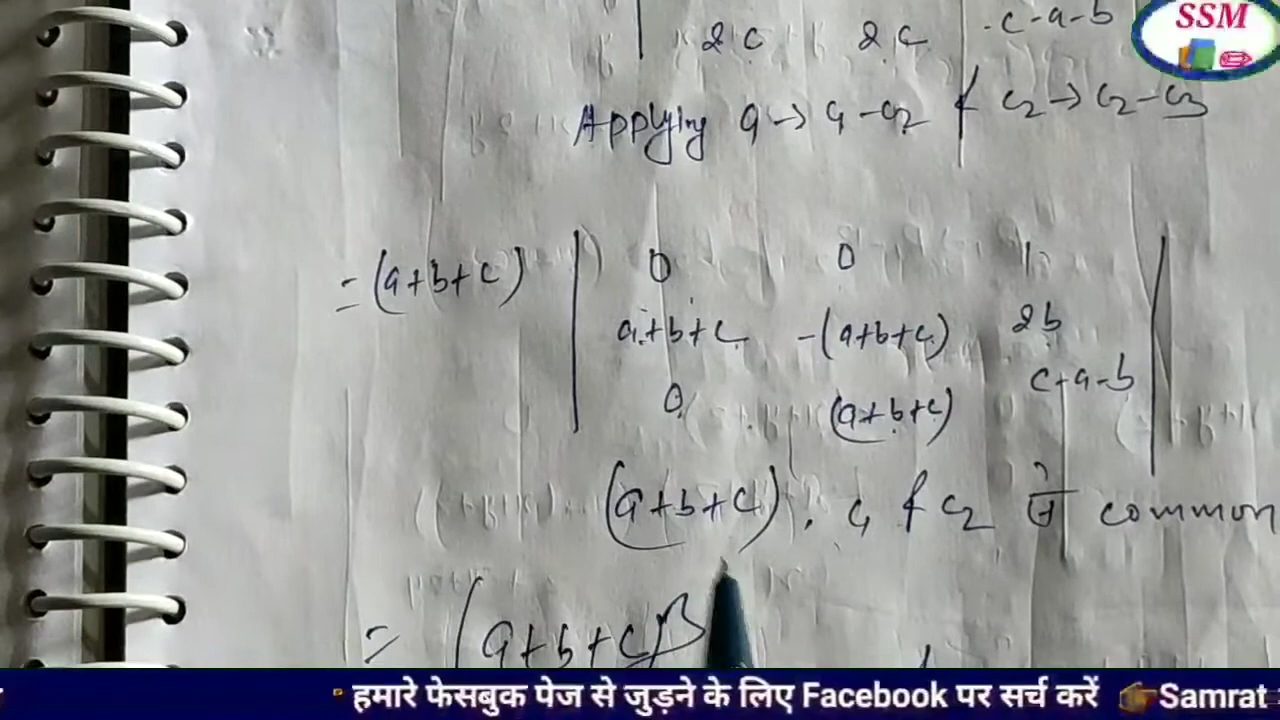 2c 2c c-a-b
SSM
Applying C1 → C1 - C2 & C2 → C2 - C3
= (a+b+c) | 0 0 1 |
a+b+c -(a+b+c) 2b
0 (a+b+c) c-a-b
(a+b+c). C1 & C2 में common
= (a+b+c)³
हमारे फेसबुक पेज से जुड़ने के लिए Facebook पर सर्च करें 👉 Samrat